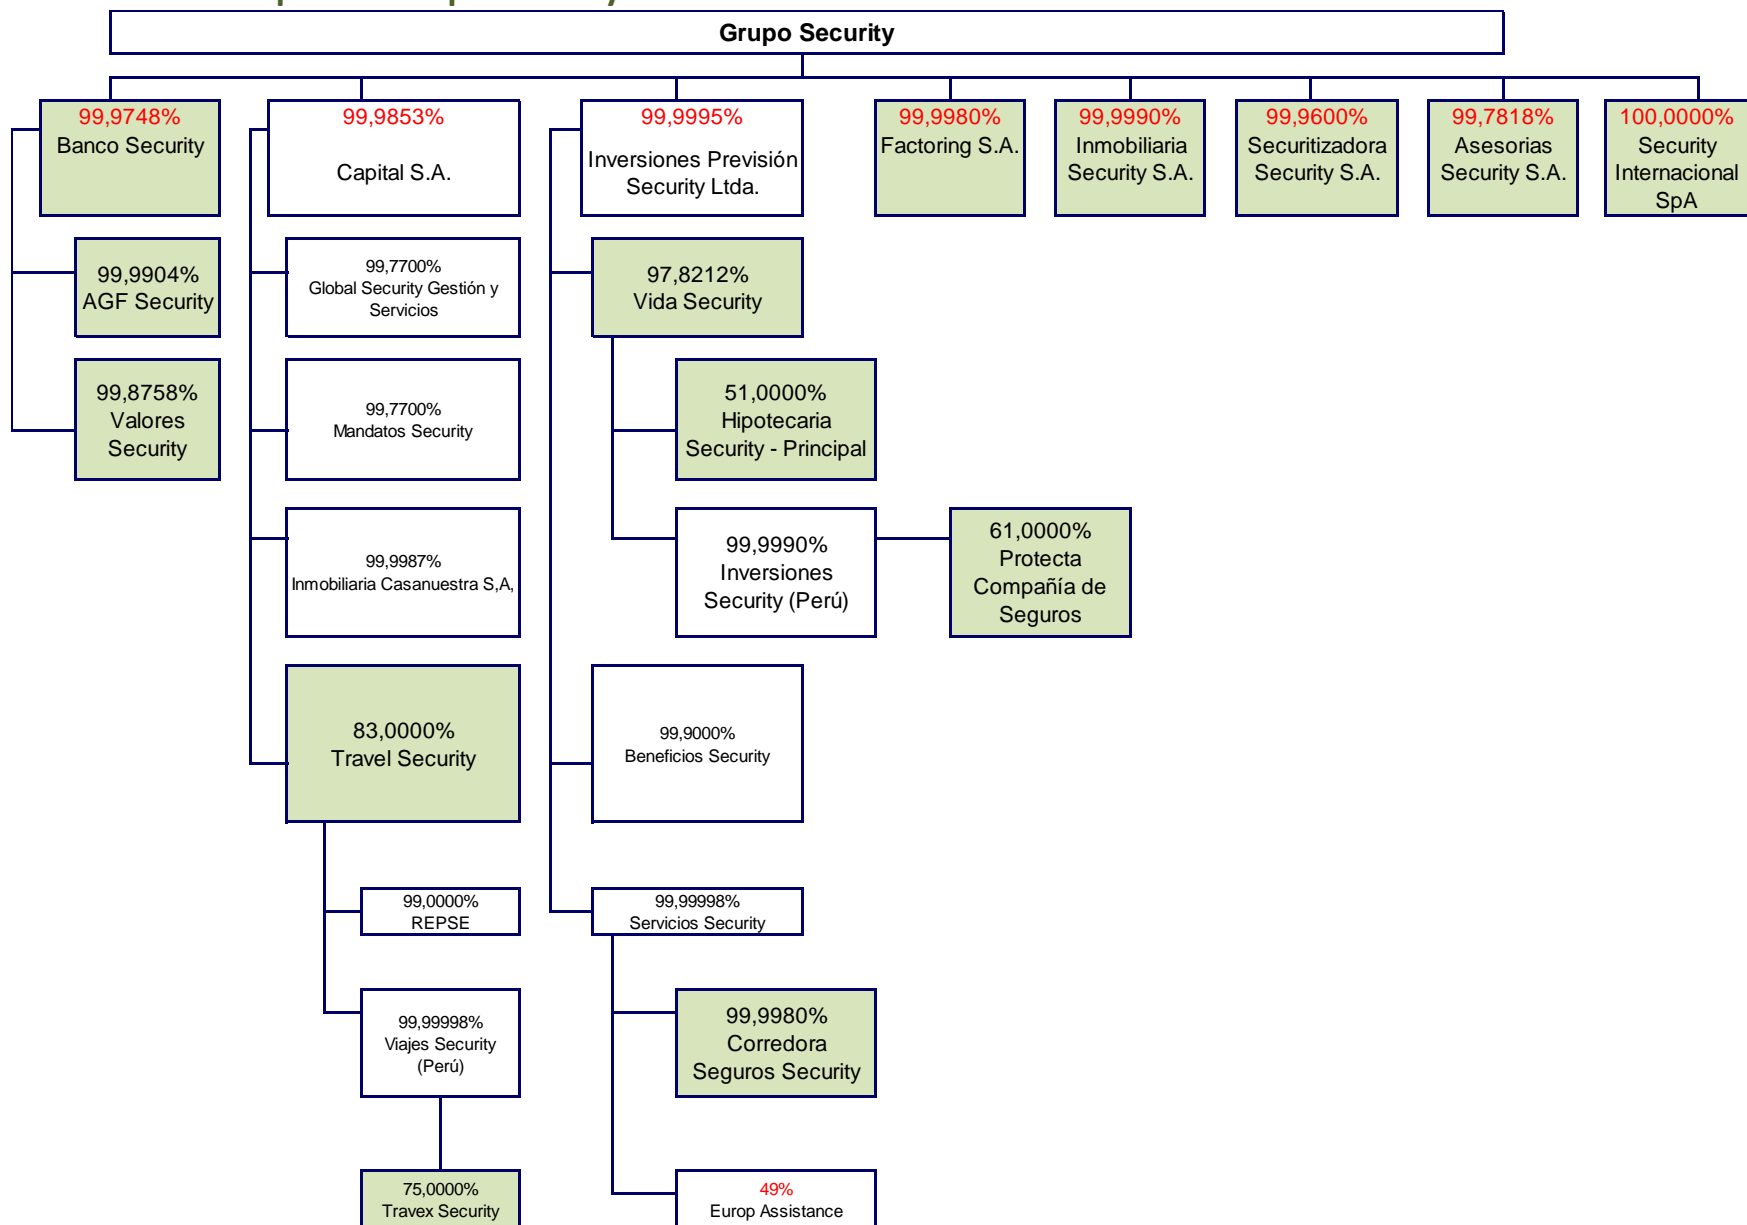 Grupo Security
99,9748%
Banco Security
99,9853%
Capital S.A.
99,9995%
Inversiones Previsión
Security Ltda.
99,9980%
Factoring S.A.
99,9990%
Inmobiliaria
Security S.A.
99,9600%
Securitizadora
Security S.A.
99,7818%
Asesorias
Security S.A.
100,0000%
Security
Internacional
SpA
99,9904%
AGF Security
99,8758%
Valores
Security
99,7700%
Global Security Gestión y
Servicios
99,7700%
Mandatos Security
99,9987%
Inmobiliaria Casanuestra S,A,
83,0000%
Travel Security
99,0000%
REPSE
99,99998%
Viajes Security
(Perú)
75,0000%
Travex Security
97,8212%
Vida Security
51,0000%
Hipotecaria
Security - Principal
99,9990%
Inversiones
Security (Perú)
61,0000%
Protecta
Compañía de
Seguros
99,9000%
Beneficios Security
99,99998%
Servicios Security
99,9980%
Corredora
Seguros Security
49%
Europ Assistance